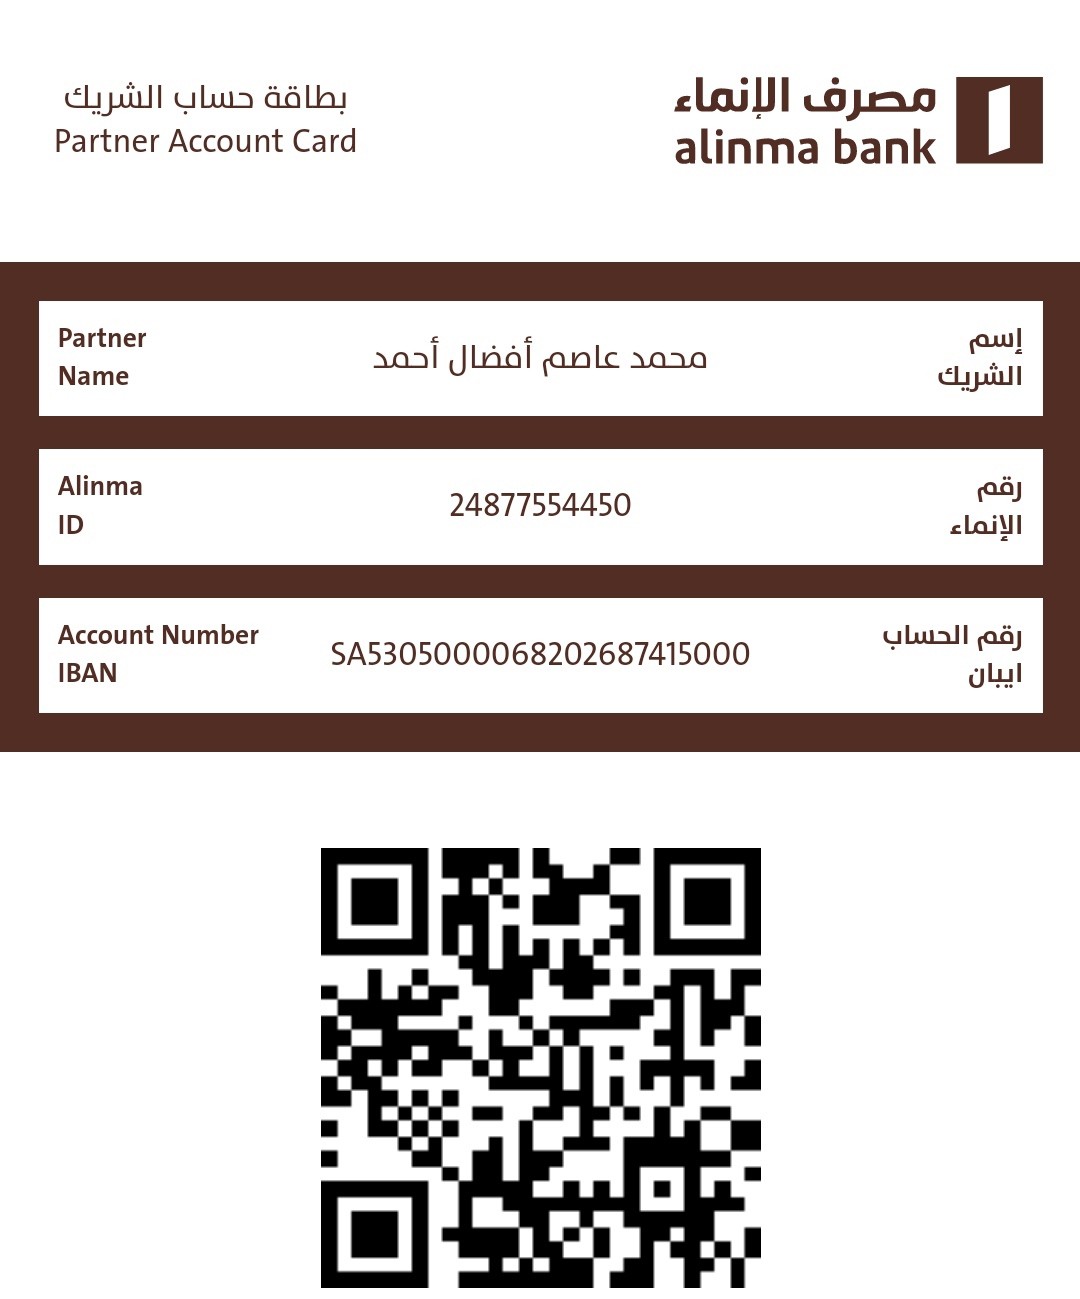 بطاقة حساب الشريك
Partner Account Card
مصرف الإنماء
alinma bank
Partner Name
محمد عاصم أفضال أحمد
إسم الشريك
Alinma ID
24877554450
رقم الإنماء
Account Number IBAN
SA5305000068202687415000
رقم الحساب ايبان